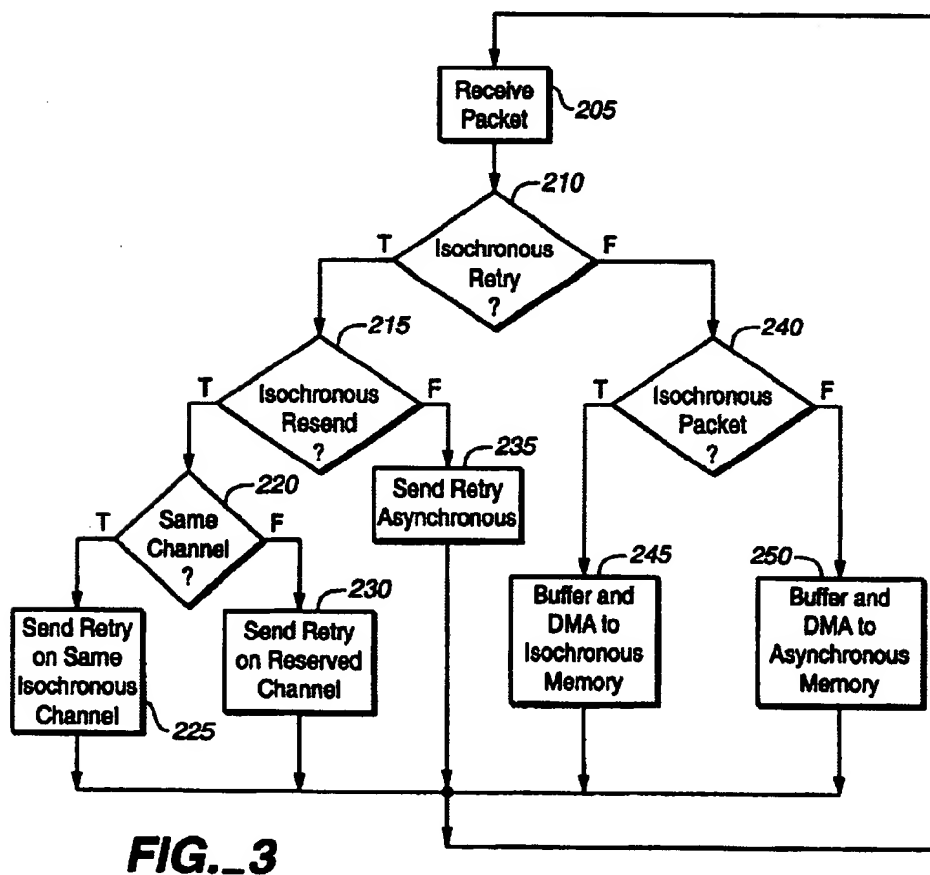 Receive
Packet
205
210
Isochronous
Retry
?
T
F
215
Isochronous
Resend
?
T
F
240
Isochronous
Packet
?
T
F
235
Send Retry
Asynchronous
220
Same
Channel
?
T
F
225
Send Retry
on Same
Isochronous
Channel
230
Send Retry
on Reserved
Channel
245
Buffer and
DMA to
Isochronous
Memory
250
Buffer and
DMA to
Asynchronous
Memory
FIG._3